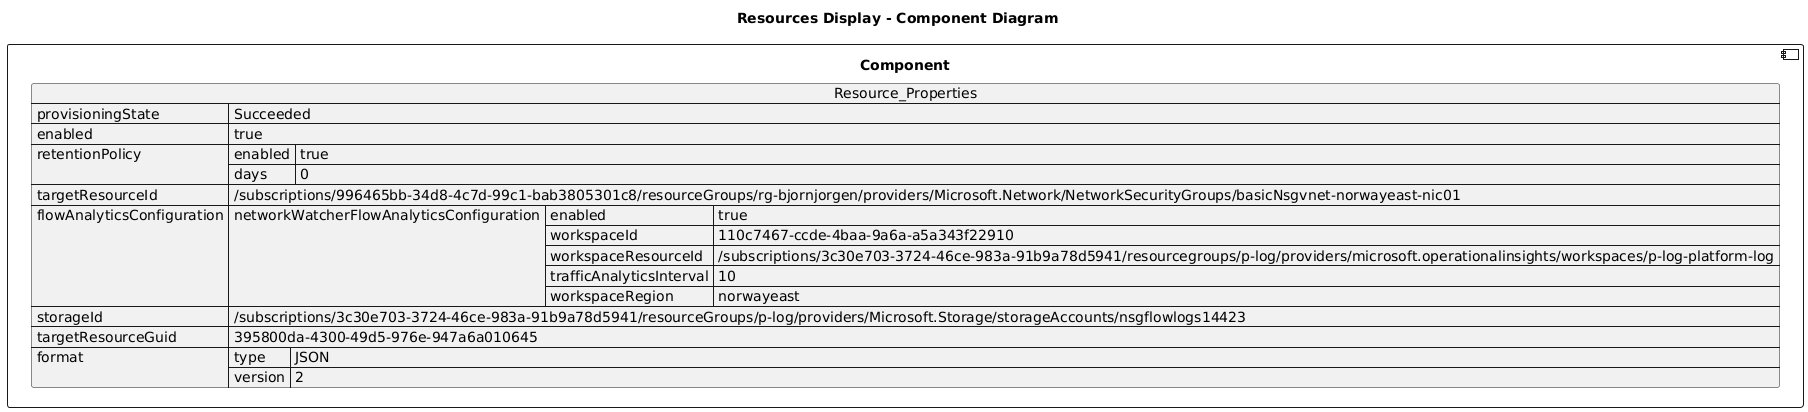 Resources Display - Component Diagram
Component
Resource_Properties
provisioningState Succeeded
enabled true
retentionPolicy enabled true
days 0
targetResourceId /subscriptions/996465bb-34d8-4c7d-99c1-bab3805301c8/resourceGroups/rg-bjornjorgen/providers/Microsoft.Network/NetworkSecurityGroups/basicNsgvnet-norwayeast-nic01
flowAnalyticsConfiguration networkWatcherFlowAnalyticsConfiguration enabled true
workspaceId 110c7467-ccde-4baa-9a6a-a5a343f22910
workspaceResourceId /subscriptions/3c30e703-3724-46ce-983a-91b9a78d5941/resourcegroups/p-log/providers/microsoft.operationalinsights/workspaces/p-log-platform-log
trafficAnalyticsInterval 10
workspaceRegion norwayeast
storageId /subscriptions/3c30e703-3724-46ce-983a-91b9a78d5941/resourceGroups/p-log/providers/Microsoft.Storage/storageAccounts/nsgflowlogs14423
targetResourceGuid 395800da-4300-49d5-976e-947a6a010645
format type JSON
version 2